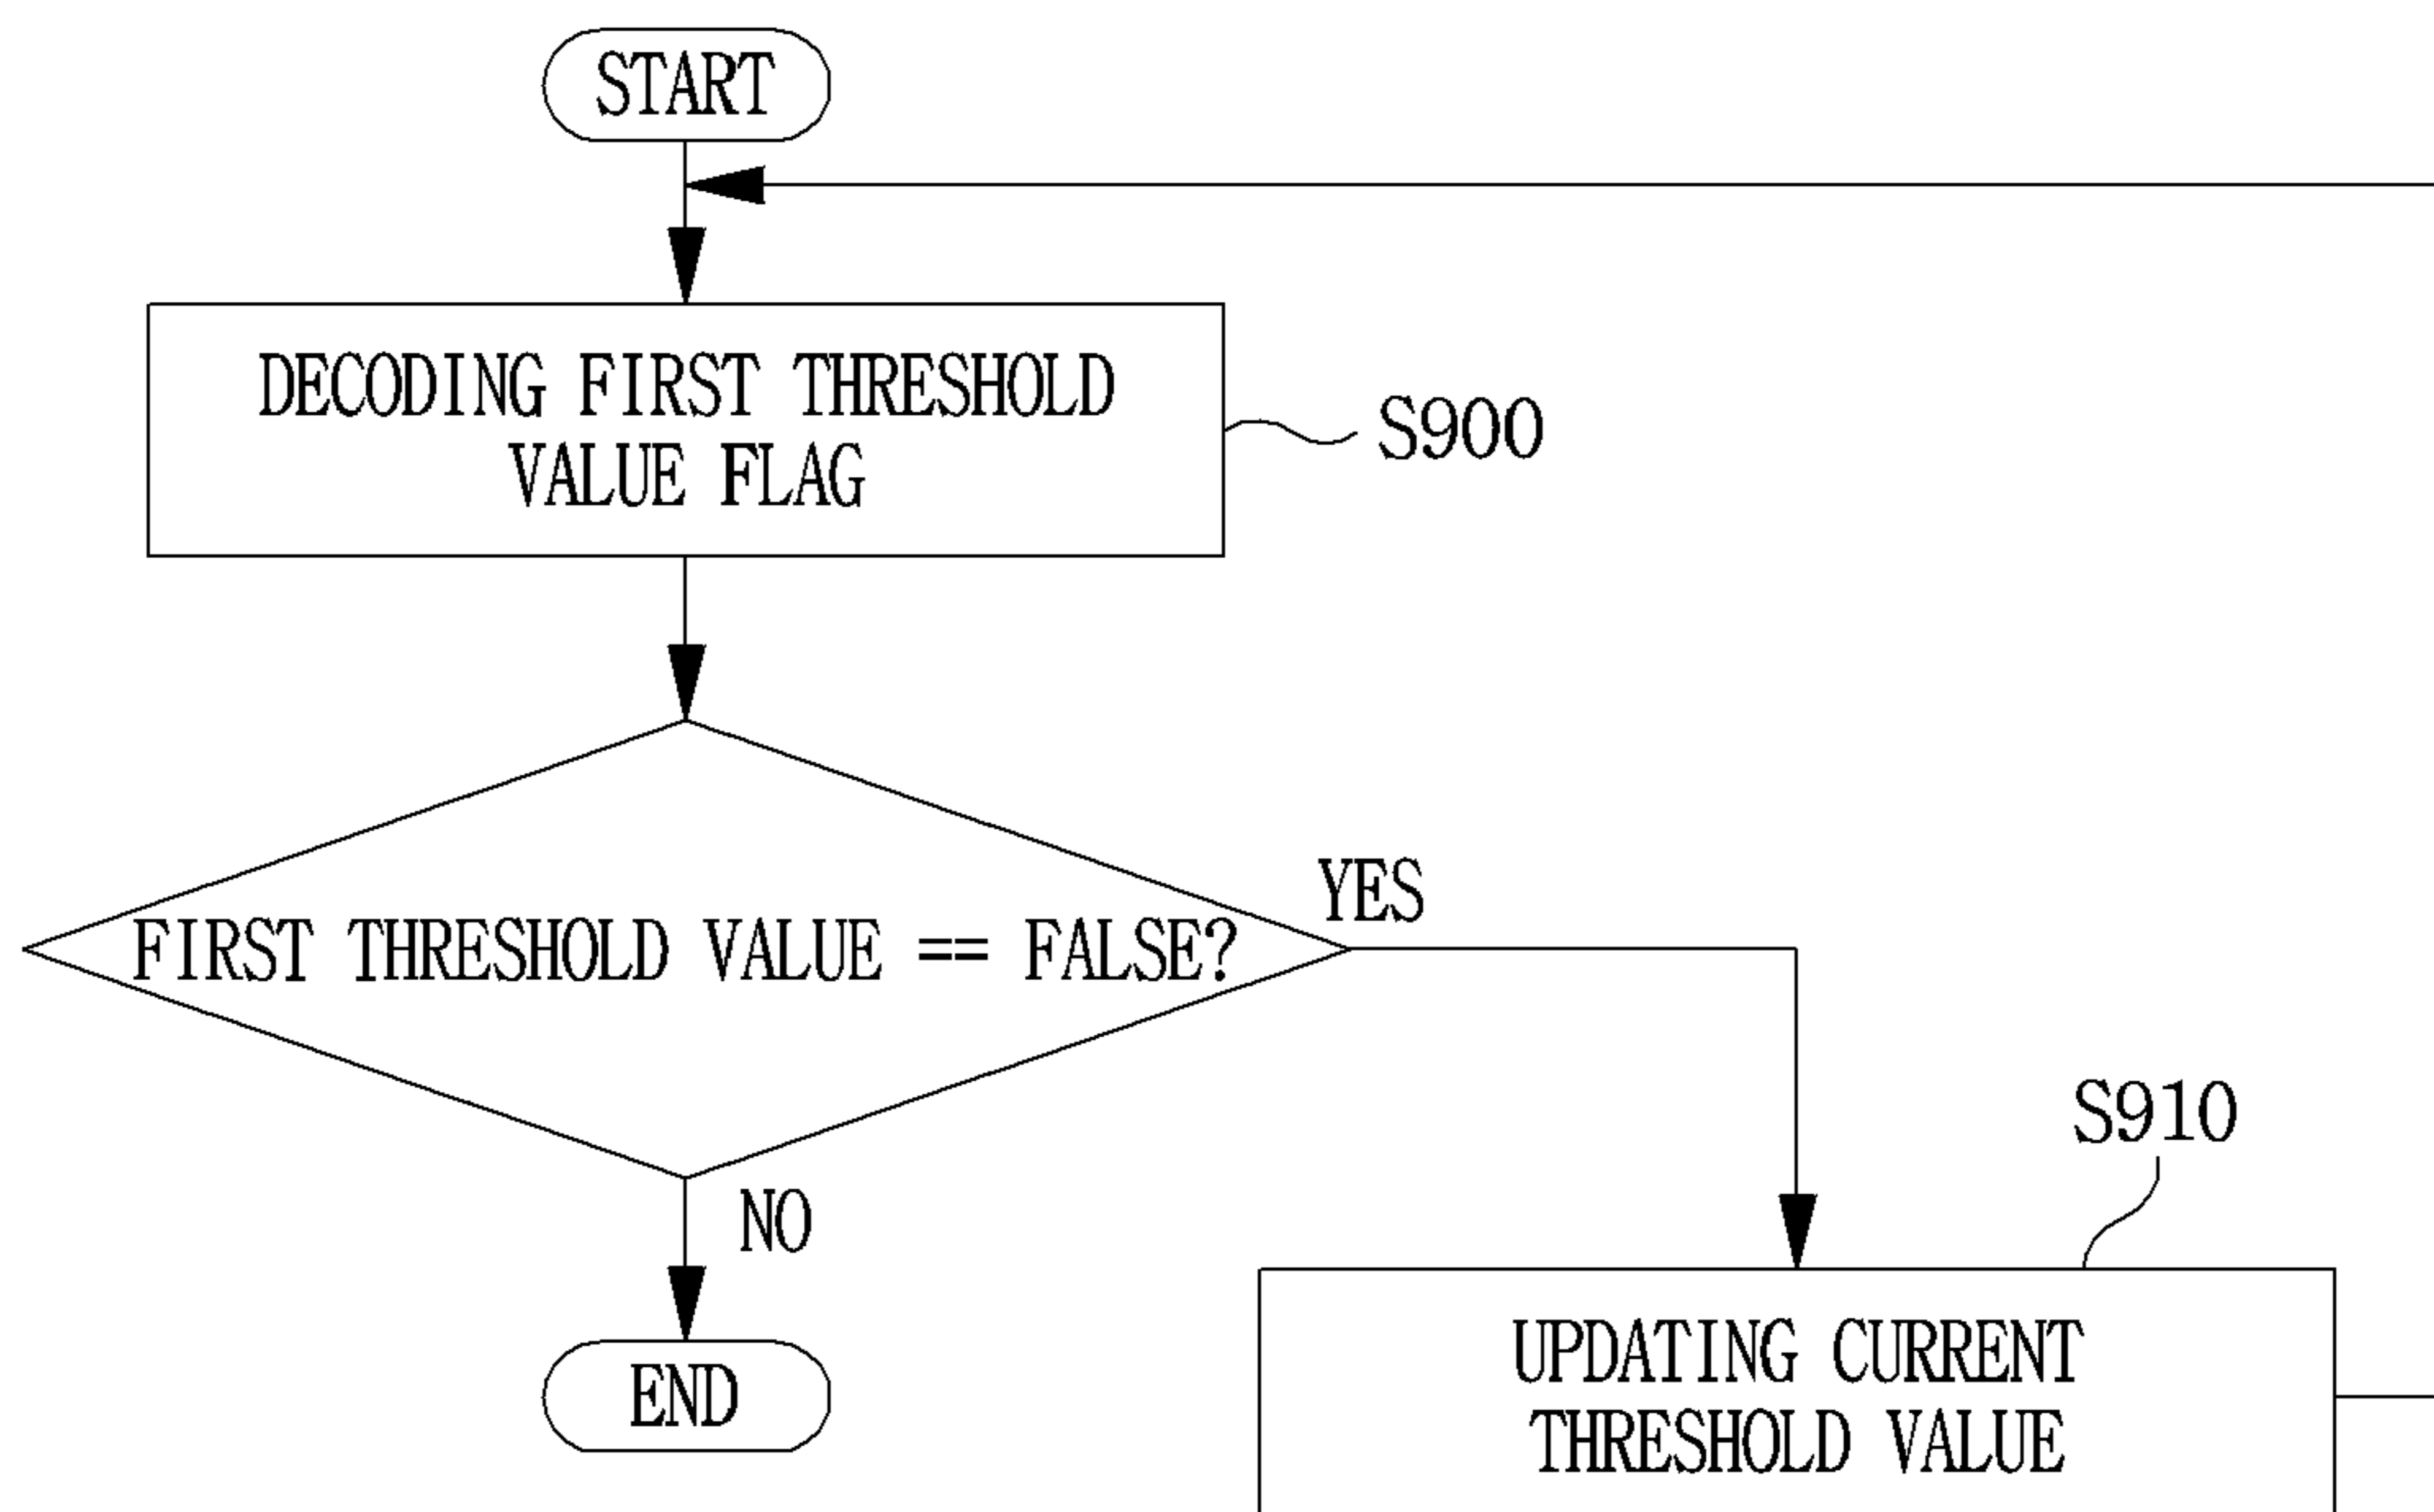 START
DECODING FIRST THRESHOLD
VALUE FLAG
S900
FIRST THRESHOLD VALUE == FALSE?
YES
NO
S910
UPDATING CURRENT
THRESHOLD VALUE
END